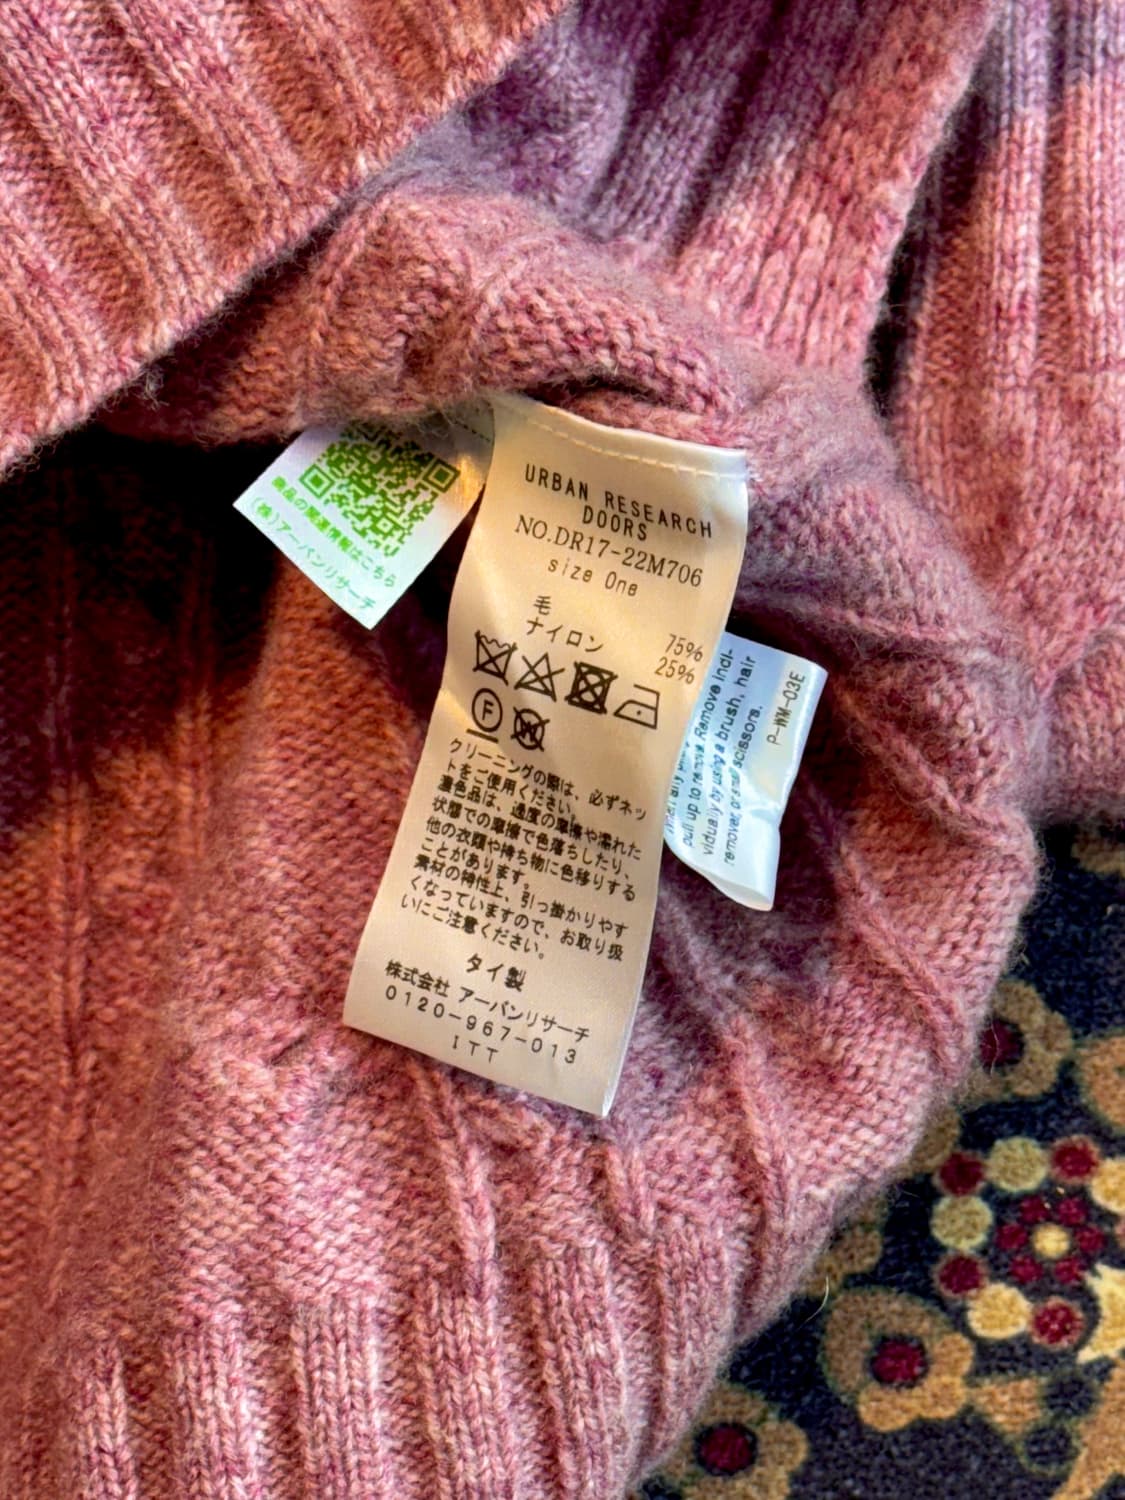 URBAN RESEARCH
DOORS
NO.DR17-22M706
size One
毛 75%
ナイロン 25%
F
W
クリーニングの際は、必ずネッ
トをご使用ください。
濃色品は、過度の摩擦や濡れた
状態での摩擦で色落ちしたり、
他の衣類や持ち物に色移りする
ことがあります。
素材の特性上、引っ掛かりやす
くなっていますので、お取り扱
いにご注意ください。
タイ製
株式会社 アーバンリサーチ
0120-967-013
ITT
商品の関連情報はこちら
(株)アーバンリサーチ
pull up to remove. Remove indi-
vidually by using a brush, hair
remover, or small scissors.
P-WM-03E